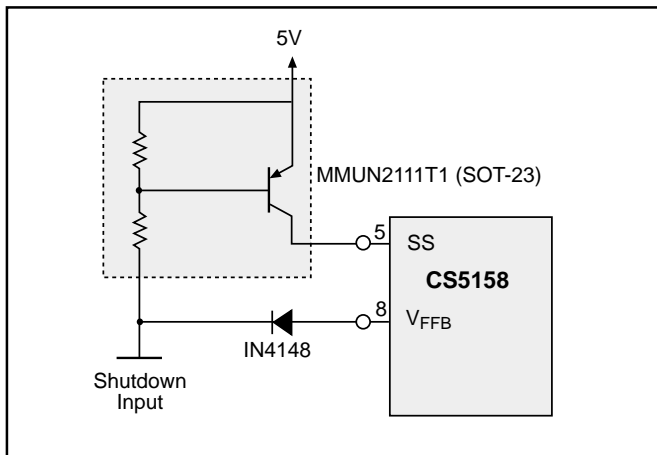 5V
MMUN2111T1 (SOT-23)
5
SS
CS5158
8
VFFB
IN4148
Shutdown
Input